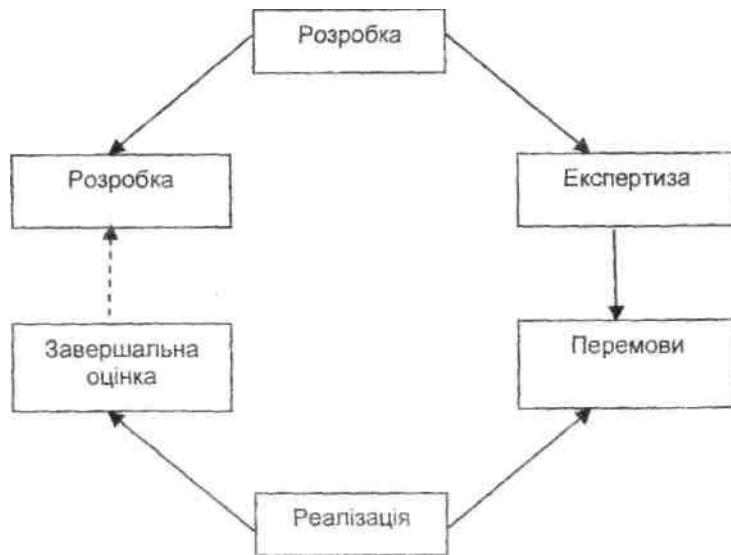 Розробка
Розробка
Експертиза
Завершальна
оцінка
Перемови
Реалізація